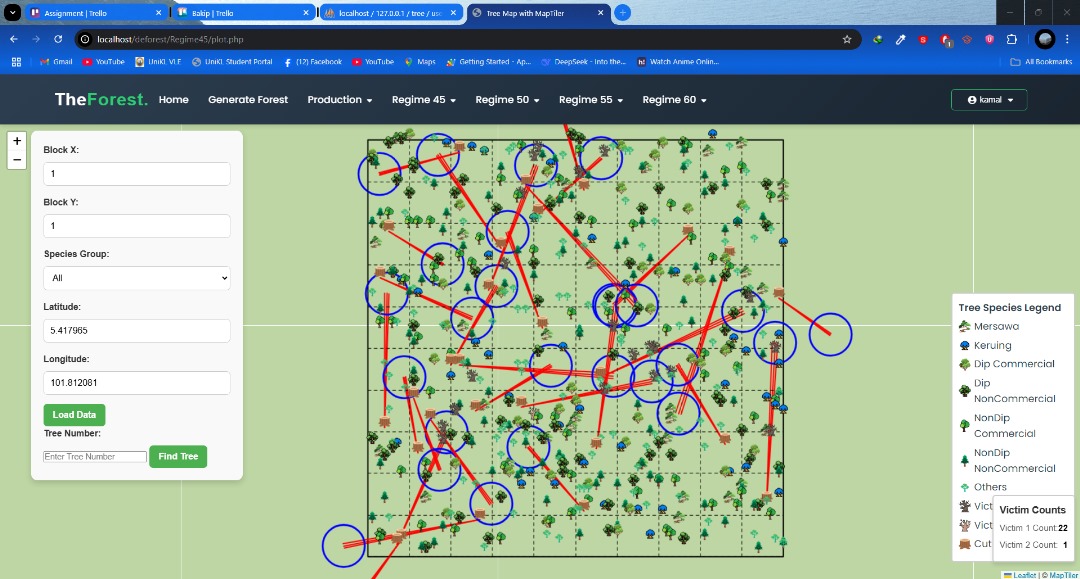 Assignment | Trello
Bakip | Trello
localhost / 127.0.0.1 / tree / use
Tree Map with MapTiler
localhost/deforest/Regime45/plot.php
Gmail
YouTube
UniKL VLE
UniKL Student Portal
(12) Facebook
YouTube
Maps
Getting Started - Ap...
DeepSeek - Into the...
Watch Anime Onlin...
All Bookmarks
TheForest.
Home
Generate Forest
Production
Regime 45
Regime 50
Regime 55
Regime 60
kamal
+
−
Block X:
1
Block Y:
1
Species Group:
All
Latitude:
5.417965
Longitude:
101.812081
Load Data
Tree Number:
Enter Tree Number
Find Tree
Tree Species Legend
Mersawa
Keruing
Dip Commercial
Dip
NonCommercial
NonDip
Commercial
NonDip
NonCommercial
Others
Vict
Vict
Cut
Victim Counts
Victim 1 Count: 22
Victim 2 Count: 1
Leaflet | © MapTiler